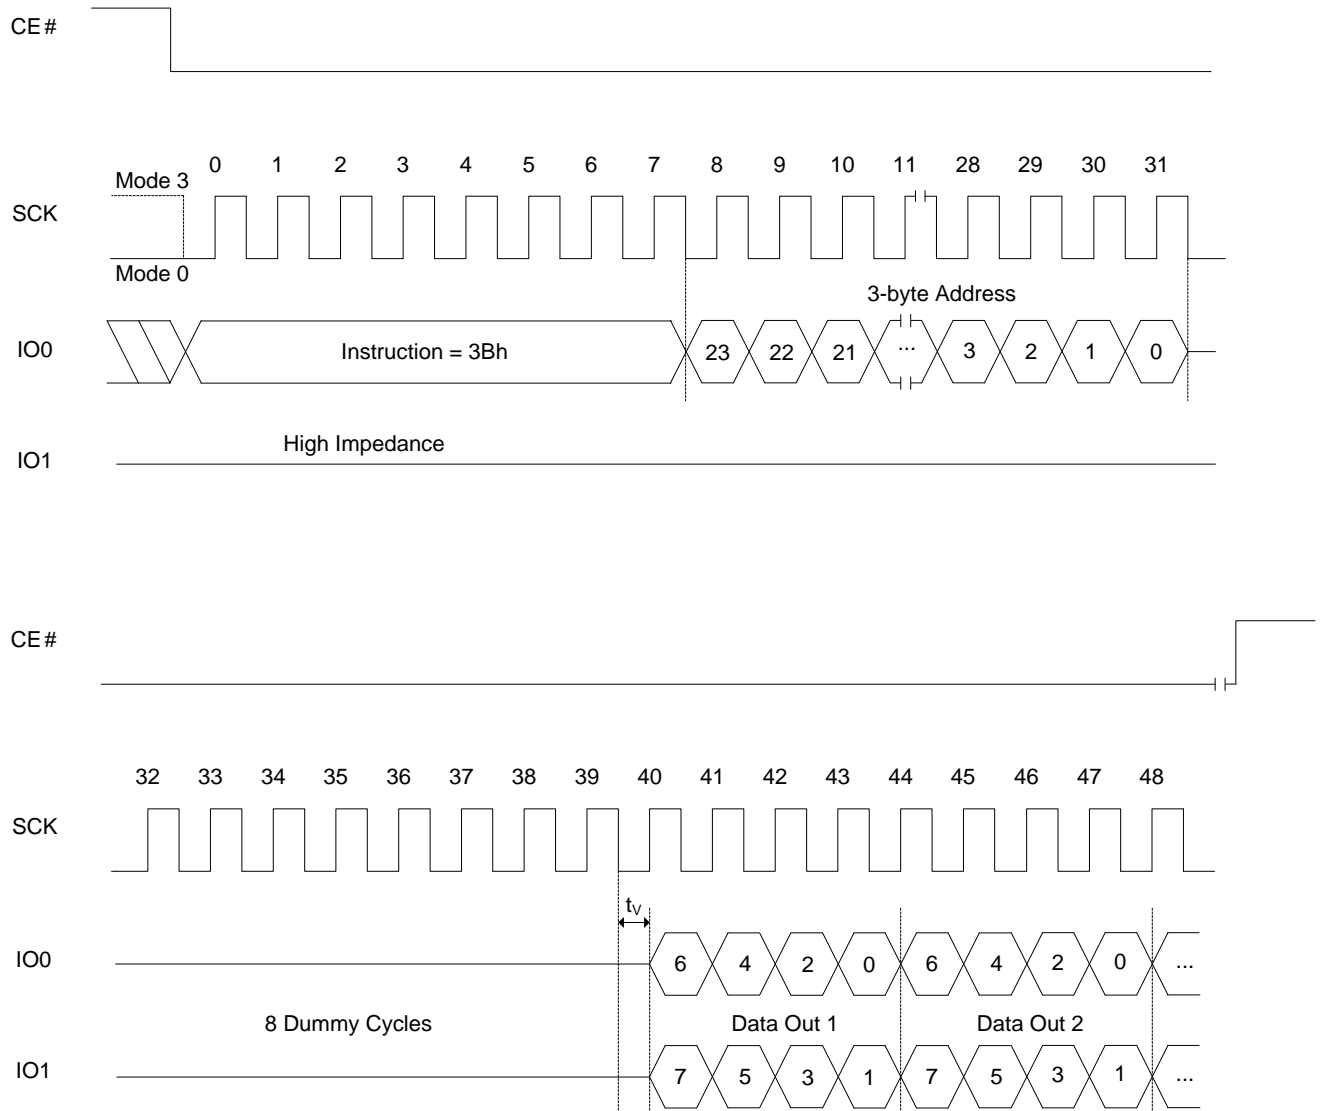 CE#
0 1 2 3 4 5 6 7 8 9 10 11 28 29 30 31
Mode 3
SCK
Mode 0
3-byte Address
IO0 Instruction = 3Bh 23 22 21 ... 3 2 1 0
High Impedance
IO1
CE#
32 33 34 35 36 37 38 39 40 41 42 43 44 45 46 47 48
SCK
tV
IO0 6 4 2 0 6 4 2 0 ...
8 Dummy Cycles Data Out 1 Data Out 2
IO1 7 5 3 1 7 5 3 1 ...